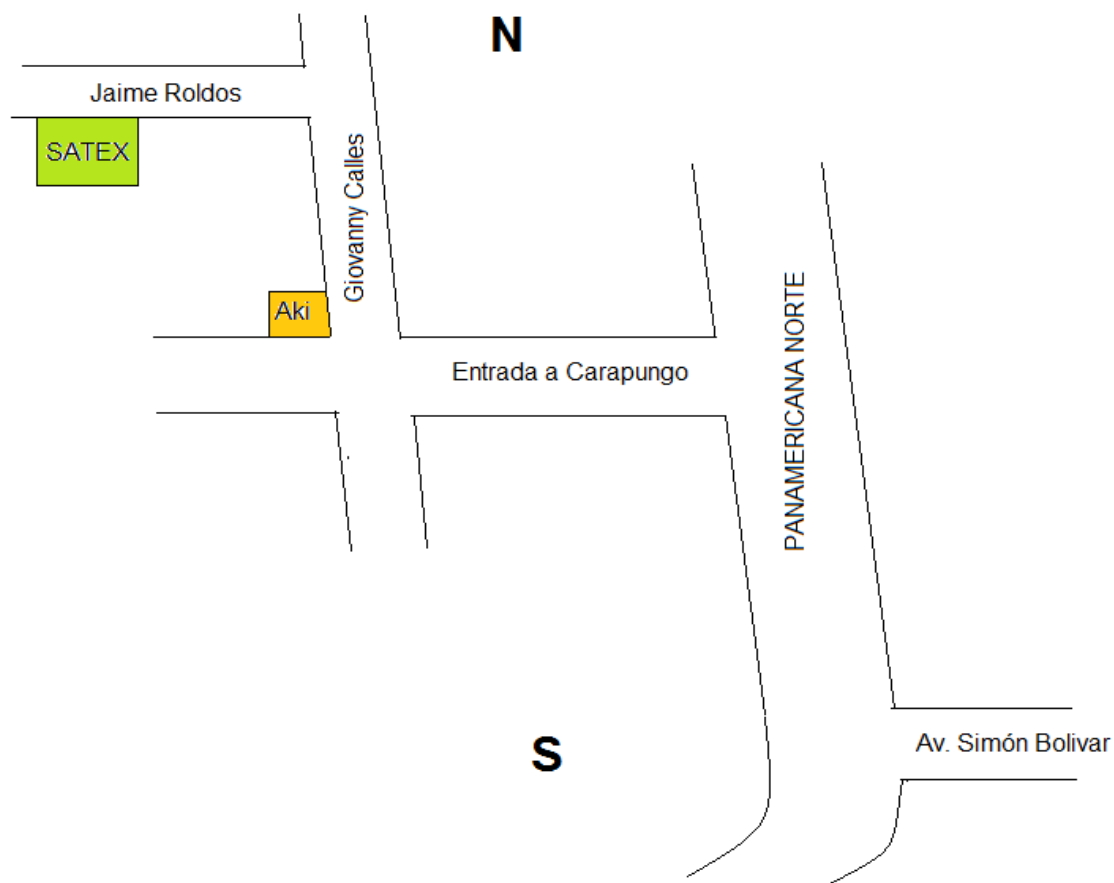 N
Jaime Roldos
SATEX
Giovanny Calles
Aki
Entrada a Carapungo
PANAMERICANA NORTE
S
Av. Simón Bolivar